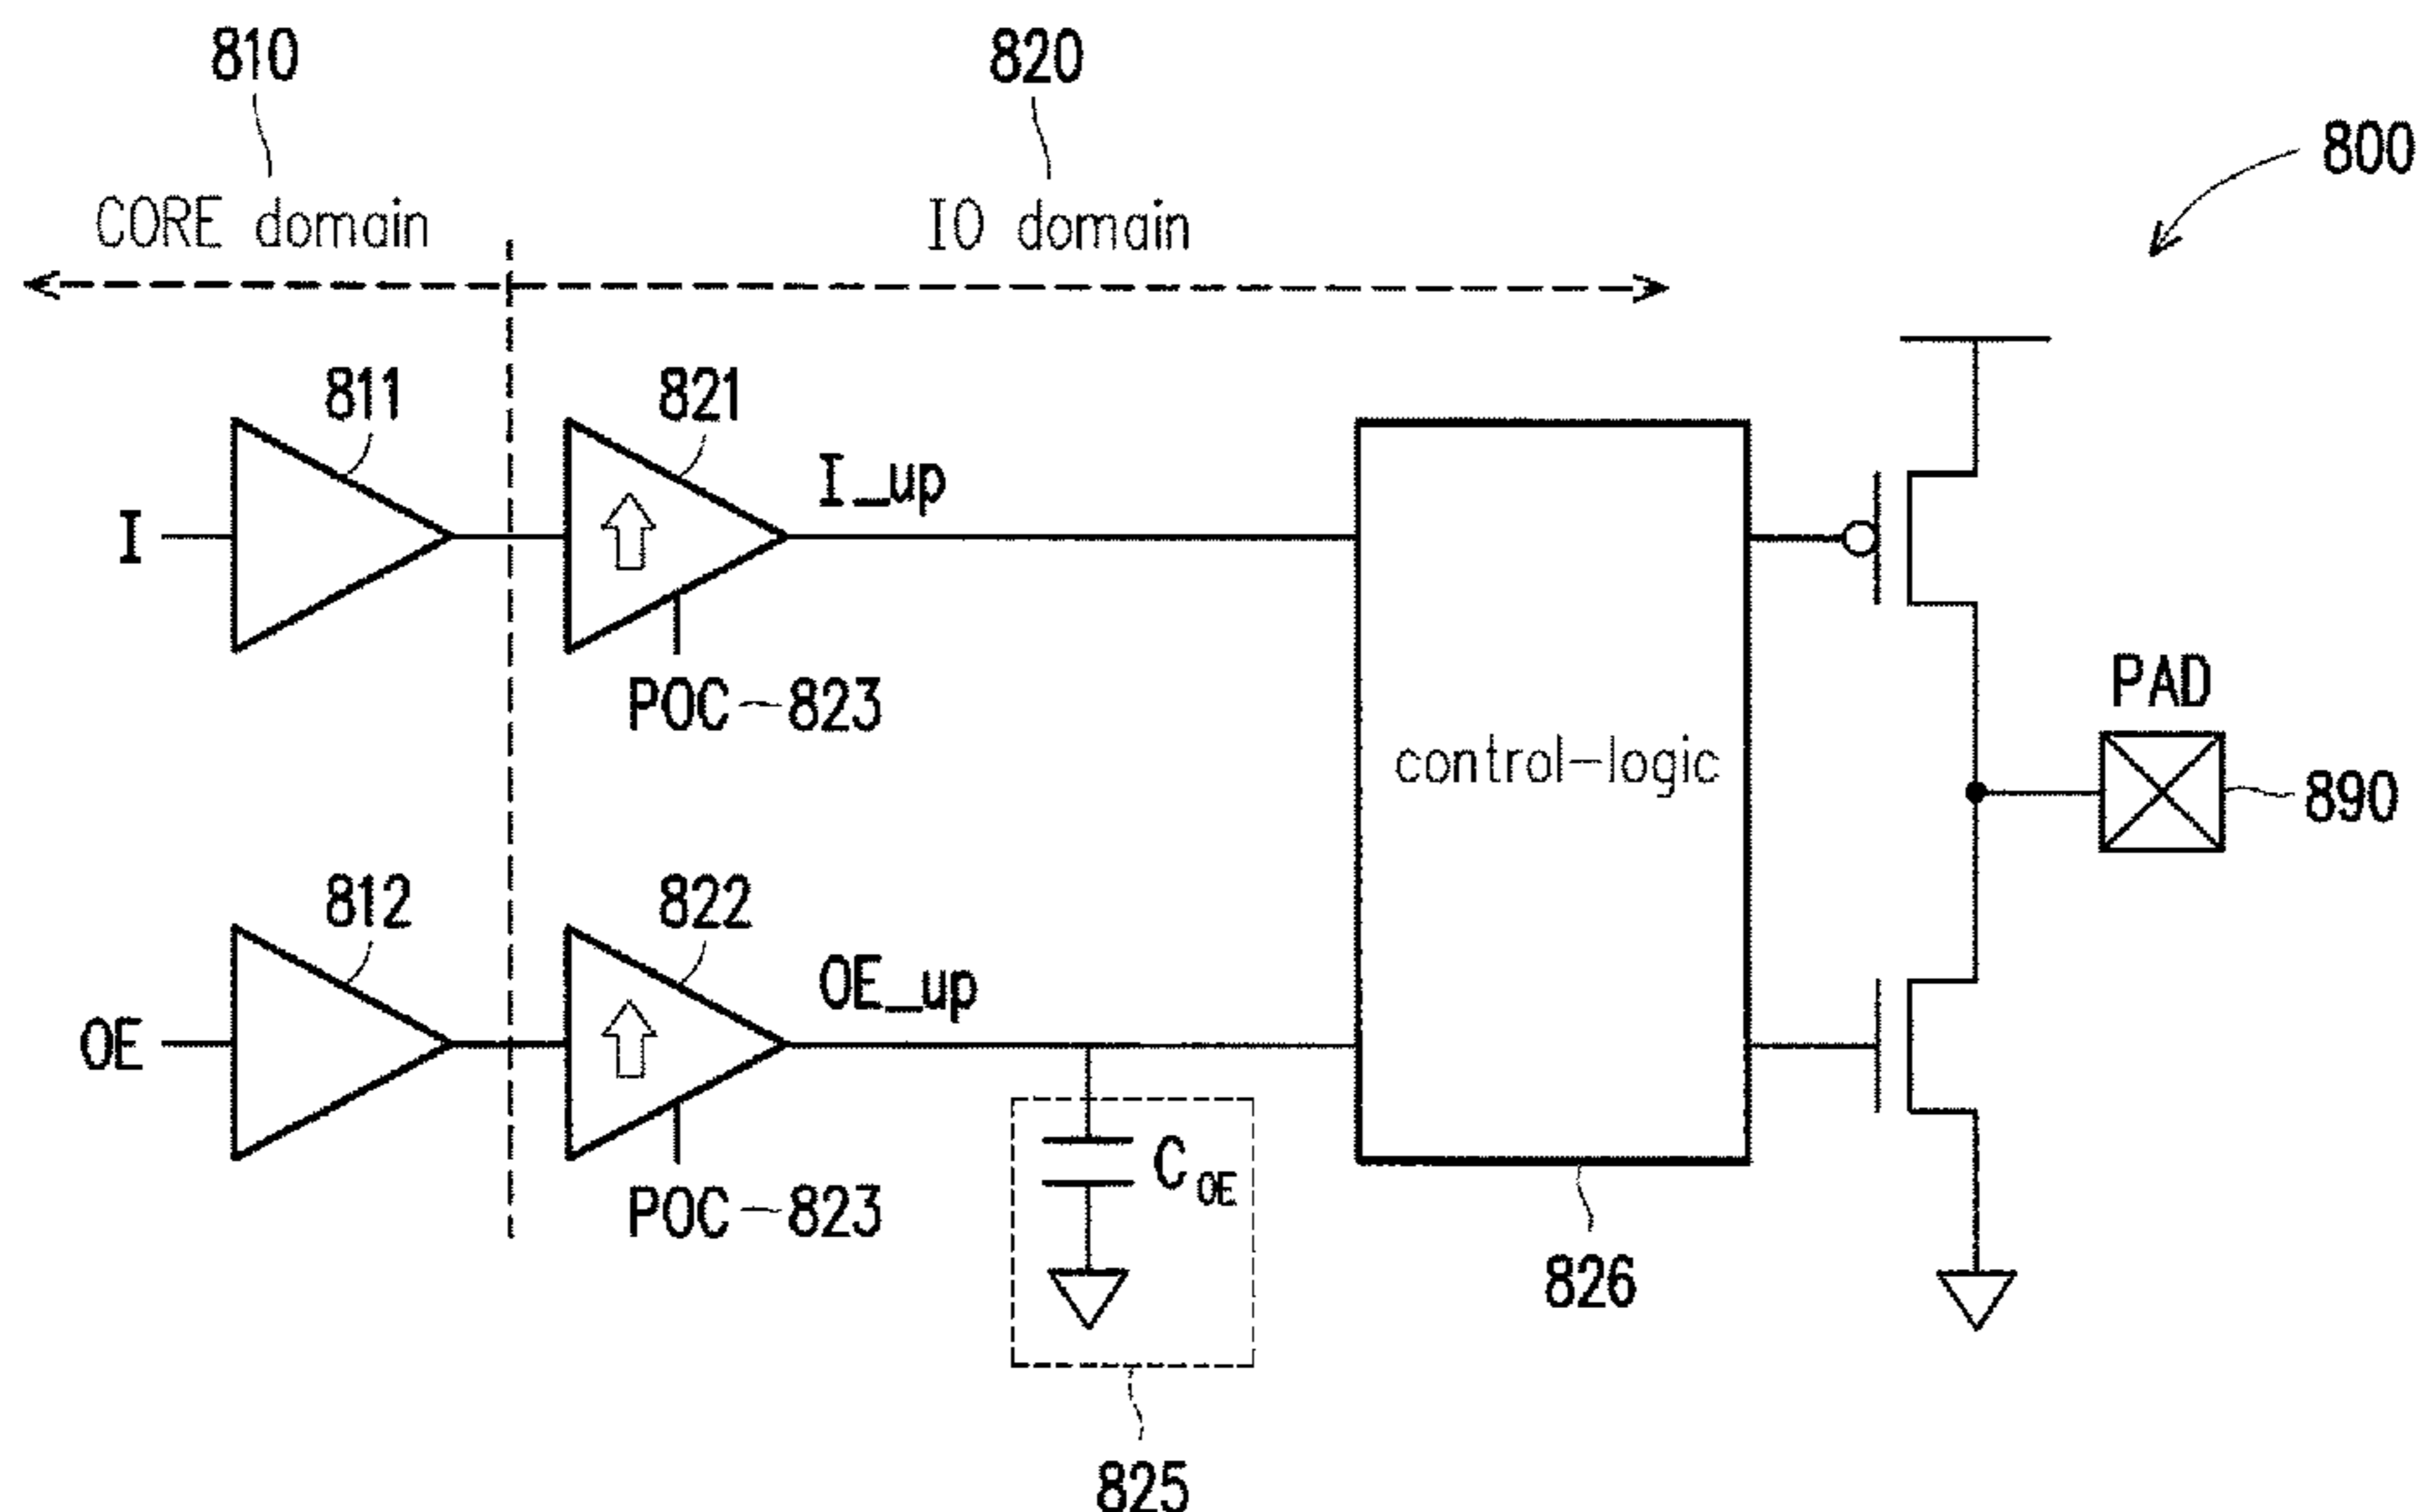 810
820
800
CORE domain
IO domain
811
821
I_up
I
POC
823
PAD
control-logic
890
812
822
OE_up
OE
C_OE
POC
823
826
825